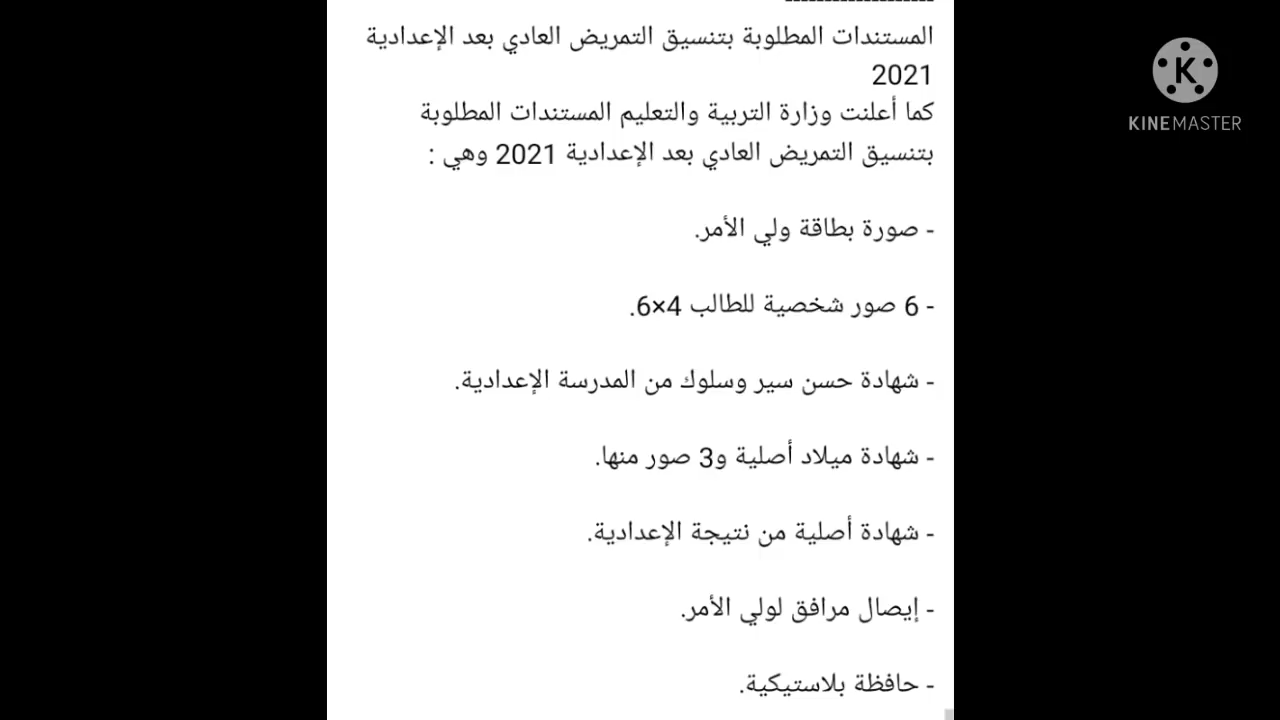 المستندات المطلوبة بتنسيق التمريض العادي بعد الإعدادية
2021
كما أعلنت وزارة التربية والتعليم المستندات المطلوبة
بتنسيق التمريض العادي بعد الإعدادية 2021 وهي :
- صورة بطاقة ولي الأمر.
- 6 صور شخصية للطالب 4×6.
- شهادة حسن سير وسلوك من المدرسة الإعدادية.
- شهادة ميلاد أصلية و3 صور منها.
- شهادة أصلية من نتيجة الإعدادية.
- إيصال مرافق لولي الأمر.
- حافظة بلاستيكية.
K
KINEMASTER